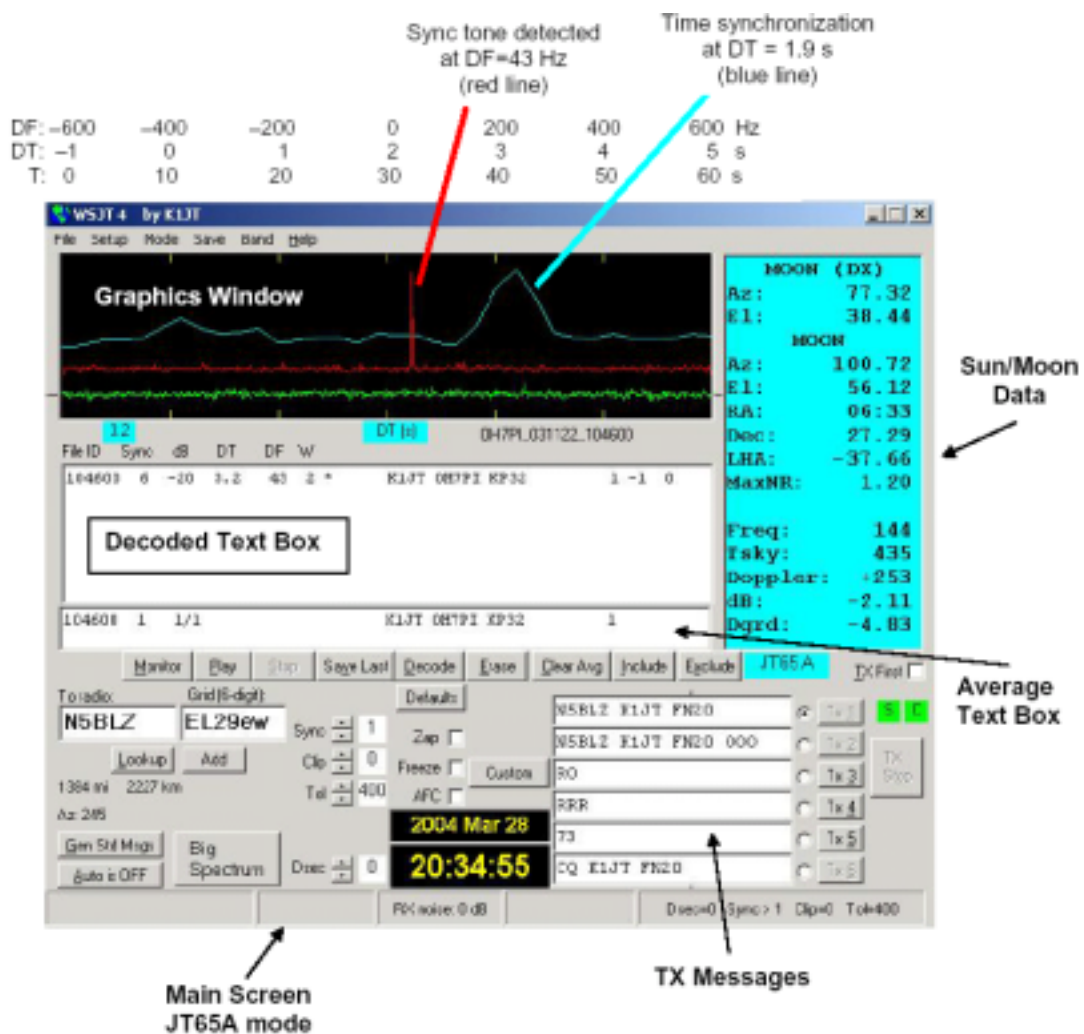 Sync tone detected
at DF=43 Hz
(red line)
Time synchronization
at DT = 1.9 s
(blue line)
DF: –600 –400 –200 0 200 400 600 Hz
DT: –1 0 1 2 3 4 5 s
T: 0 10 20 30 40 50 60 s
WSJT 4 by K1JT
File Setup Mode Save Band Help
Graphics Window
MOON (DX)
Az: 77.32
El: 38.44
MOON
Az: 100.72
El: 56.12
RA: 06:33
Dec: 27.29
LHA: -37.66
MaxNR: 1.20
Freq: 144
Tsky: 435
Doppler: +253
dB: -2.11
Dgrd: -4.83
Sun/Moon
Data
3.2 DT (s) OH7PI_031122_104600
File ID Sync dB DT DF W
104600 6 -20 3.2 43 2 * K1JT OH7PI KP32 1 -1 0
Decoded Text Box
104600 1 1/1 K1JT OH7PI KP32 1
Monitor Play Stop Save Last Decode Erase Clear Avg Include Exclude JT65A TX First
Average
Text Box
To radio: Grid (6-digit):
N5BLZ EL29ew
Lookup Add
1384 mi 2227 km
Az: 245
Gen Std Msgs
Auto is OFF
Big
Spectrum
Sync 1
Clip 0
Tol 400
Dsec 0
Defaults
Zap
Freeze
AFC
Custom
2004 Mar 28
20:34:55
N5BLZ K1JT FN20 Tx 1
N5BLZ K1JT FN20 OOO Tx 2
RO Tx 3
RRR Tx 4
73 Tx 5
CQ K1JT FN20 Tx 6
S C
TX
Stop
RX noise: 0 dB Dsec=0 Sync> 1 Clip=0 Tol=400
Main Screen
JT65A mode
TX Messages